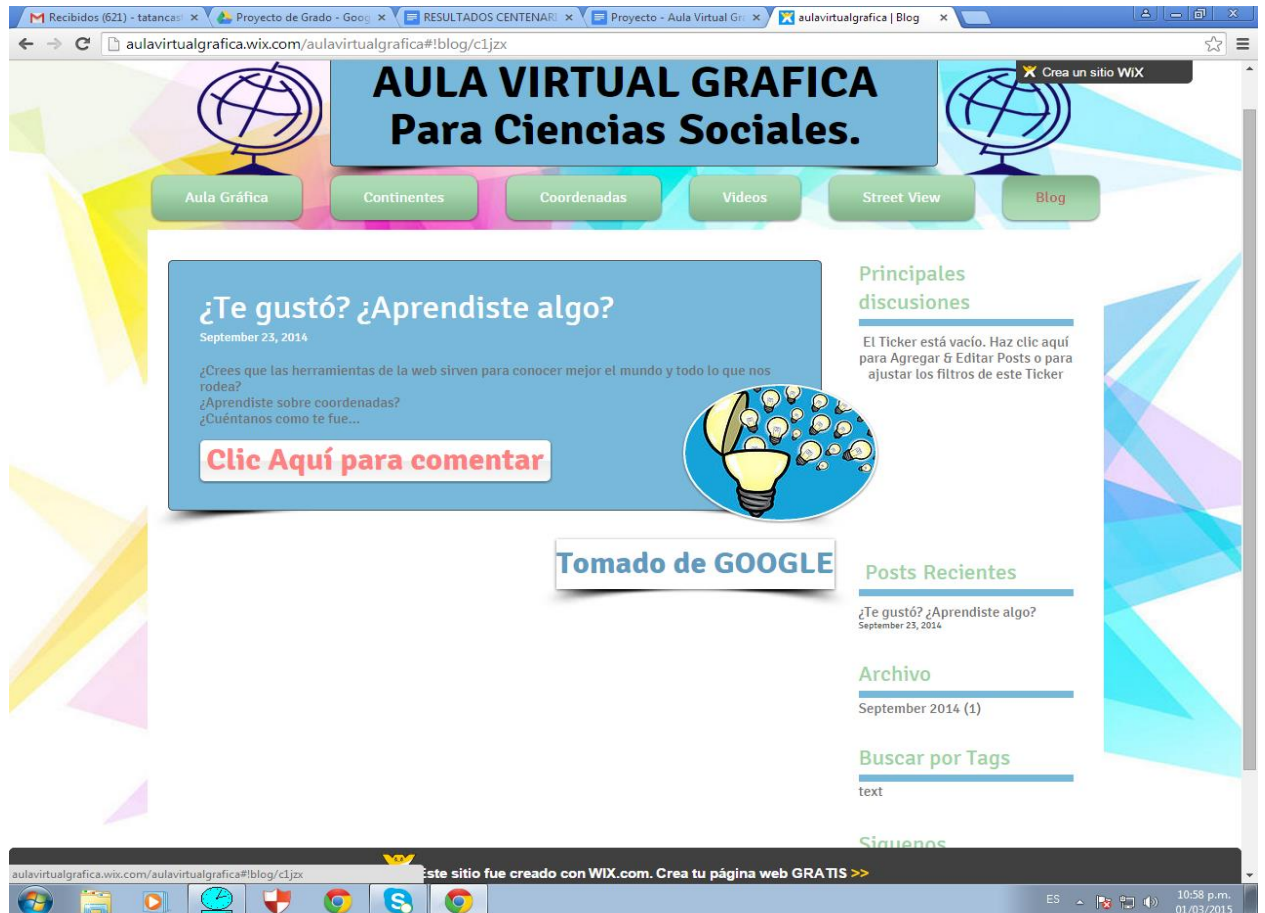 Recibidos (621) - tatancast
Proyecto de Grado - Goog
RESULTADOS CENTENARI
Proyecto - Aula Virtual Gr
aulavirtualgrafica | Blog
aulavirtualgrafica.wix.com/aulavirtualgrafica#!blog/c1jzx
Crea un sitio WiX
AULA VIRTUAL GRAFICA
Para Ciencias Sociales.
Aula Gráfica
Continentes
Coordenadas
Videos
Street View
Blog
¿Te gustó? ¿Aprendiste algo?
September 23, 2014
¿Crees que las herramientas de la web sirven para conocer mejor el mundo y todo lo que nos
rodea?
¿Aprendiste sobre coordenadas?
¿Cuéntanos como te fue...
Clic Aquí para comentar
Tomado de GOOGLE
Principales
discusiones
El Ticker está vacío. Haz clic aquí
para Agregar & Editar Posts o para
ajustar los filtros de este Ticker
Posts Recientes
¿Te gustó? ¿Aprendiste algo?
September 23, 2014
Archivo
September 2014 (1)
Buscar por Tags
text
Siguenos
Este sitio fue creado con WIX.com. Crea tu página web GRATIS >>
aulavirtualgrafica.wix.com/aulavirtualgrafica#!blog/c1jzx
ES
10:58 p.m.
01/03/2015